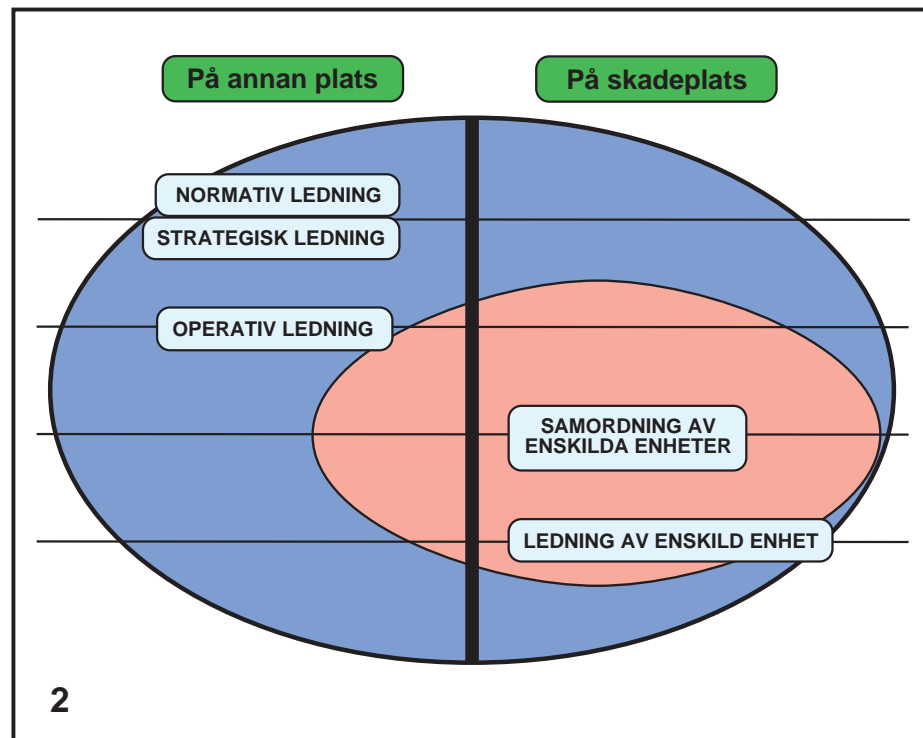 På annan plats
På skadeplats
NORMATIV LEDNING
STRATEGISK LEDNING
OPERATIV LEDNING
SAMORDNING AV
ENSKILDA ENHETER
LEDNING AV ENSKILD ENHET
2